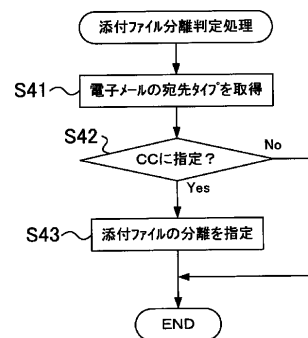 添付ファイル分離判定処理
S41
電子メールの宛先タイプを取得
S42
CCに指定？
No
Yes
S43
添付ファイルの分離を指定
END